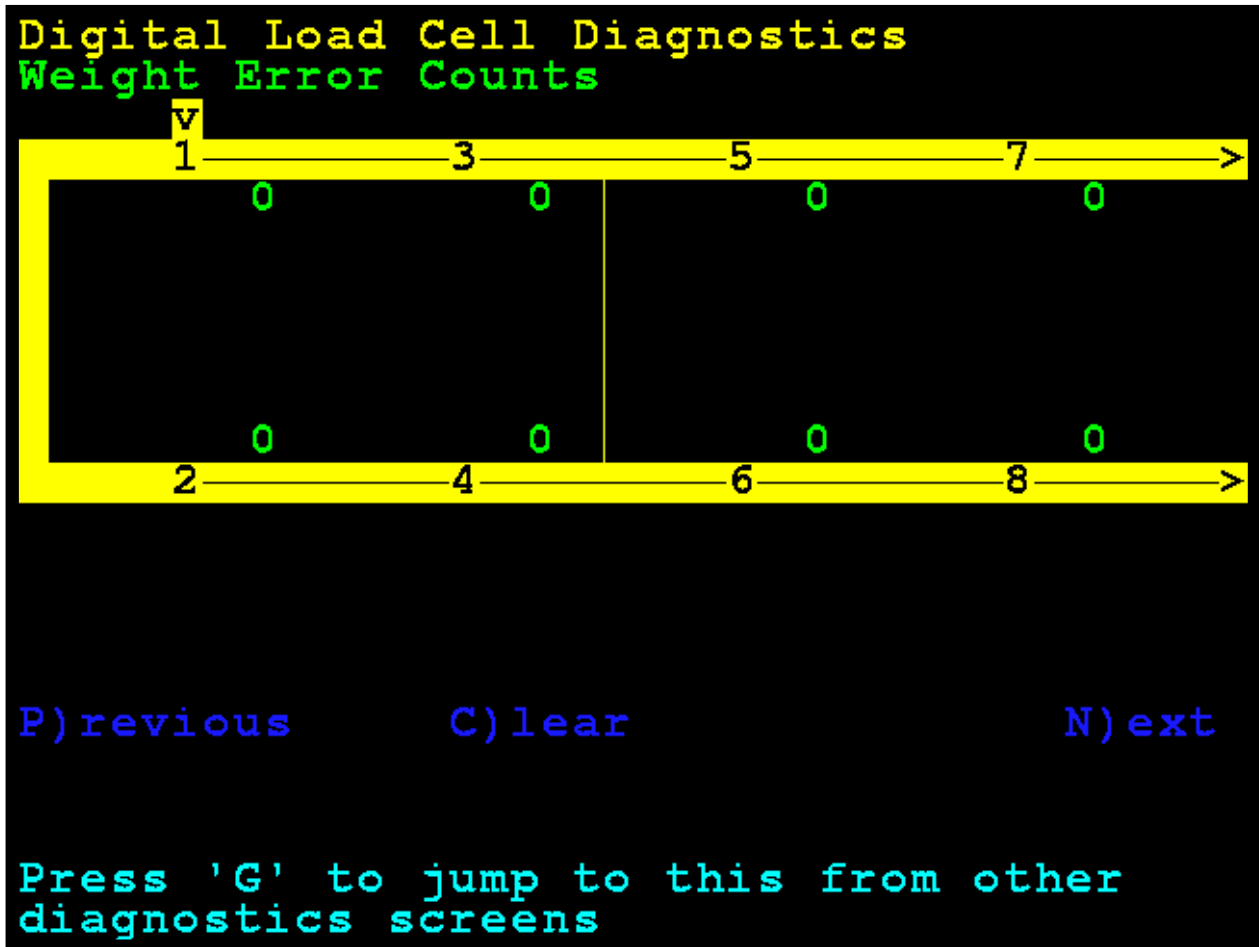 Digital Load Cell Diagnostics
Weight Error Counts
v
1 3 5 7 >
0 0 0 0
0 0 0 0
2 4 6 8 >
P)revious C)lear N)ext
Press 'G' to jump to this from other
diagnostics screens